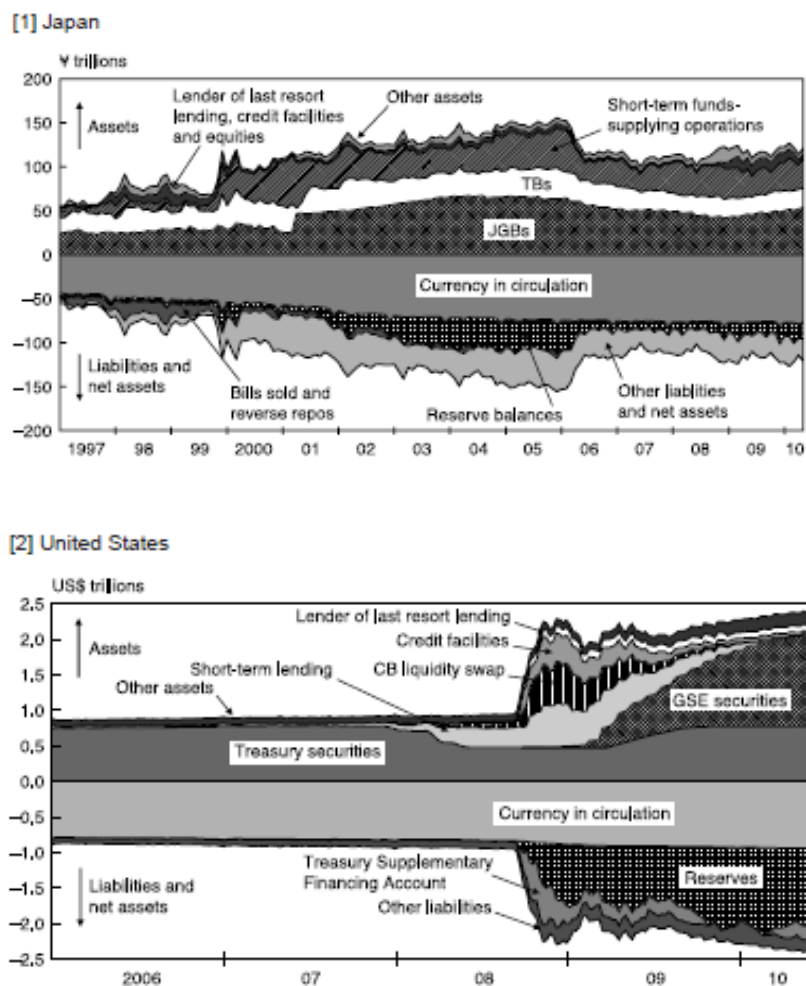 [1] Japan
¥ trillions
200
150
100
50
0
−50
−100
−150
−200
Assets
Lender of last resort
lending, credit facilities
and equities
Other assets
Short-term funds-
supplying operations
TBs
JGBs
Currency in circulation
Liabilities and
net assets
Bills sold and
reverse repos
Reserve balances
Other liablities
and net assets
1997 98 99 2000 01 02 03 04 05 06 07 08 09 10
[2] United States
US$ trillions
2.5
2.0
1.5
1.0
0.5
0.0
−0.5
−1.0
−1.5
−2.0
−2.5
Assets
Lender of last resort lending
Credit facilities
CB liquidity swap
Short-term lending
Other assets
GSE securities
Treasury securities
Currency in circulation
Treasury Supplementary
Financing Account
Reserves
Liabilities and
net assets
Other liabilities
2006 07 08 09 10